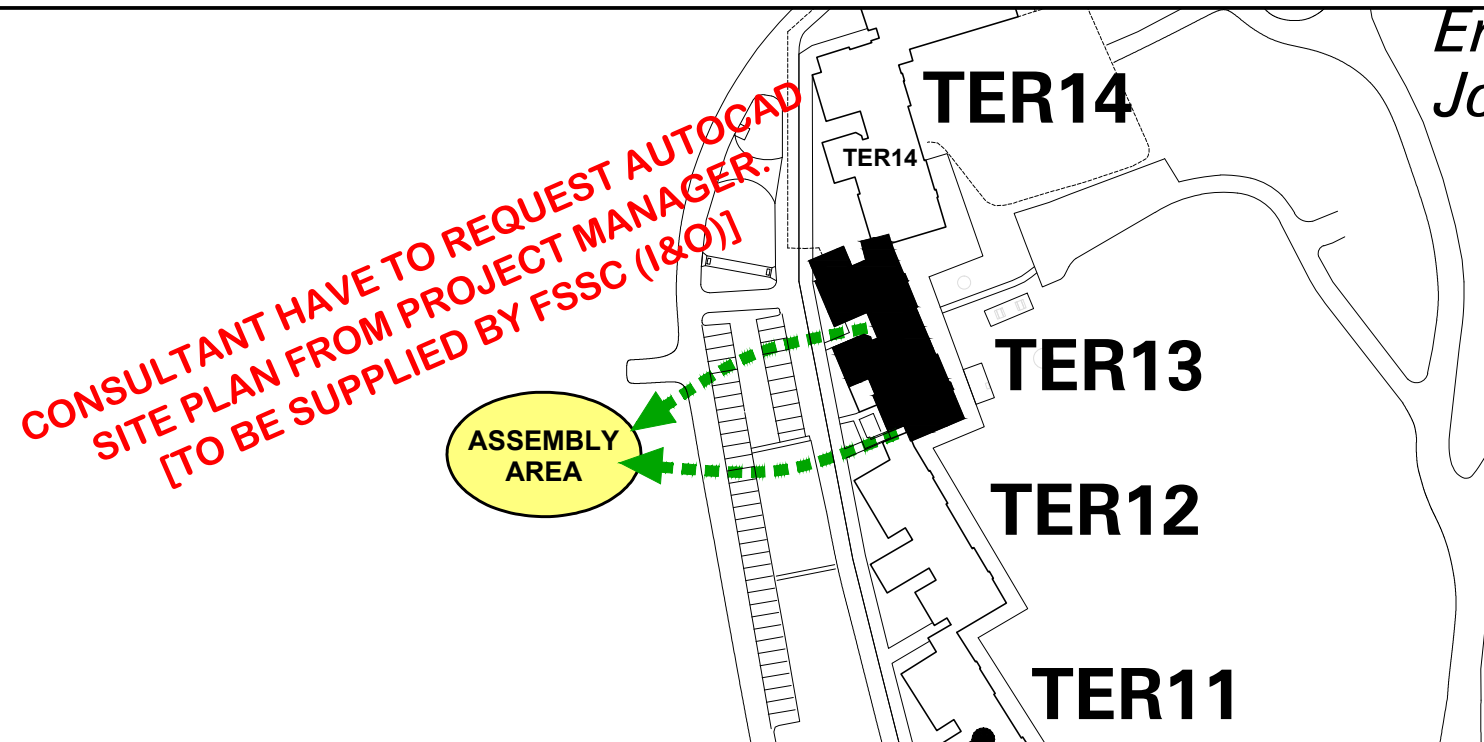 TER14
TER14
CONSULTANT HAVE TO REQUEST AUTOCAD
SITE PLAN FROM PROJECT MANAGER.
[TO BE SUPPLIED BY FSSC (I&O)]
TER13
ASSEMBLY
AREA
TER12
TER11